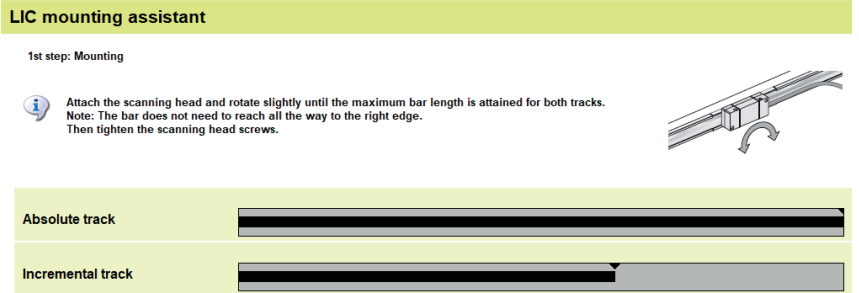 LIC mounting assistant
1st step: Mounting
Attach the scanning head and rotate slightly until the maximum bar length is attained for both tracks.
Note: The bar does not need to reach all the way to the right edge.
Then tighten the scanning head screws.
Absolute track
Incremental track